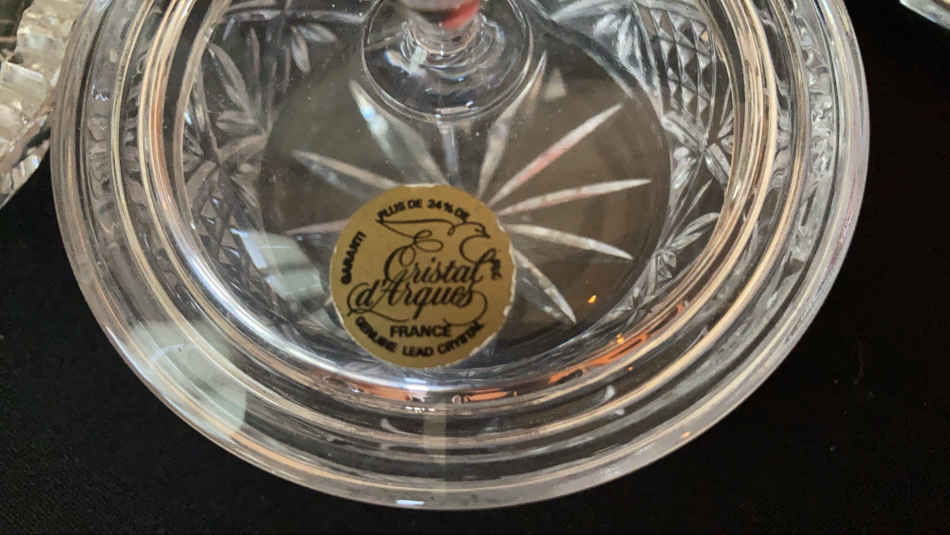 GARANTI PLUS DE 24% DE
Cristal
d'Arques
FRANCE
GENUINE LEAD CRYSTAL